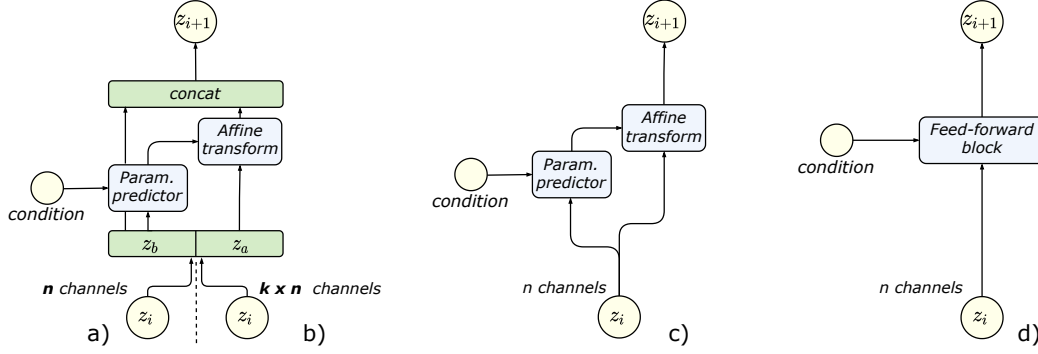 z_{i+1}
concat
Affine
transform
Param.
predictor
condition
z_b
z_a
n channels
k x n channels
z_i
z_i
a)
b)
z_{i+1}
Affine
transform
Param.
predictor
condition
n channels
z_i
c)
z_{i+1}
Feed-forward
block
condition
n channels
z_i
d)